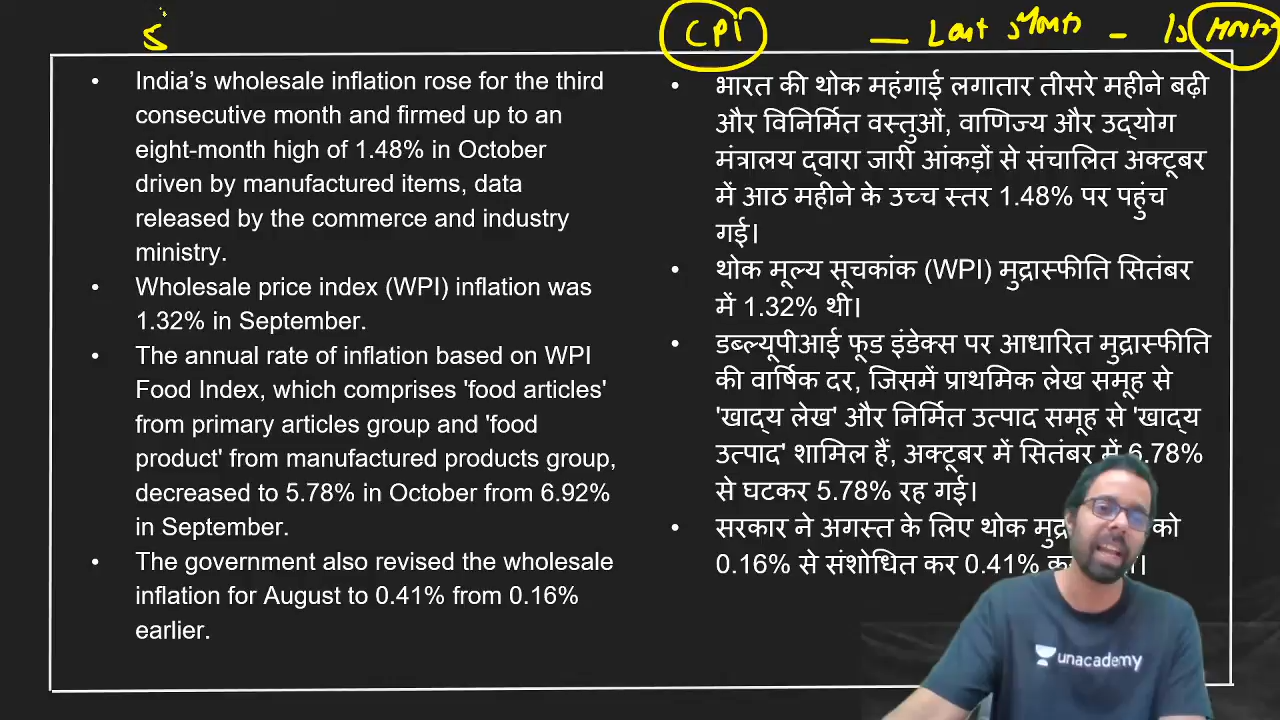 CPI — Last Month - Is Month
• India’s wholesale inflation rose for the third
consecutive month and firmed up to an
eight-month high of 1.48% in October
driven by manufactured items, data
released by the commerce and industry
ministry.
• Wholesale price index (WPI) inflation was
1.32% in September.
• The annual rate of inflation based on WPI
Food Index, which comprises 'food articles'
from primary articles group and 'food
product' from manufactured products group,
decreased to 5.78% in October from 6.92%
in September.
• The government also revised the wholesale
inflation for August to 0.41% from 0.16%
earlier.
• भारत की थोक महंगाई लगातार तीसरे महीने बढ़ी
और विनिर्मित वस्तुओं, वाणिज्य और उद्योग
मंत्रालय द्वारा जारी आंकड़ों से संचालित अक्टूबर
में आठ महीने के उच्च स्तर 1.48% पर पहुंच
गई।
• थोक मूल्य सूचकांक (WPI) मुद्रास्फीति सितंबर
में 1.32% थी।
• डब्ल्यूपीआई फूड इंडेक्स पर आधारित मुद्रास्फीति
की वार्षिक दर, जिसमें प्राथमिक लेख समूह से
'खाद्य लेख' और निर्मित उत्पाद समूह से 'खाद्य
उत्पाद' शामिल हैं, अक्टूबर में सितंबर में 6.78%
से घटकर 5.78% रह गई।
• सरकार ने अगस्त के लिए थोक को
0.16% से संशोधित कर 0.41%
unacademy